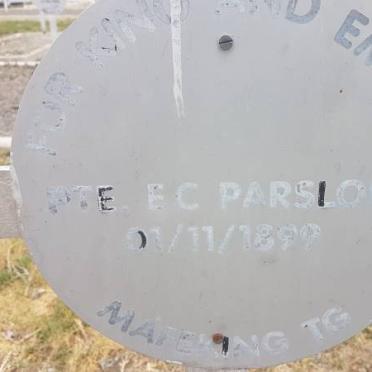 FOR KING AND EM
PTE. E C PARSLO
01/11/1899
MAFEKING TG